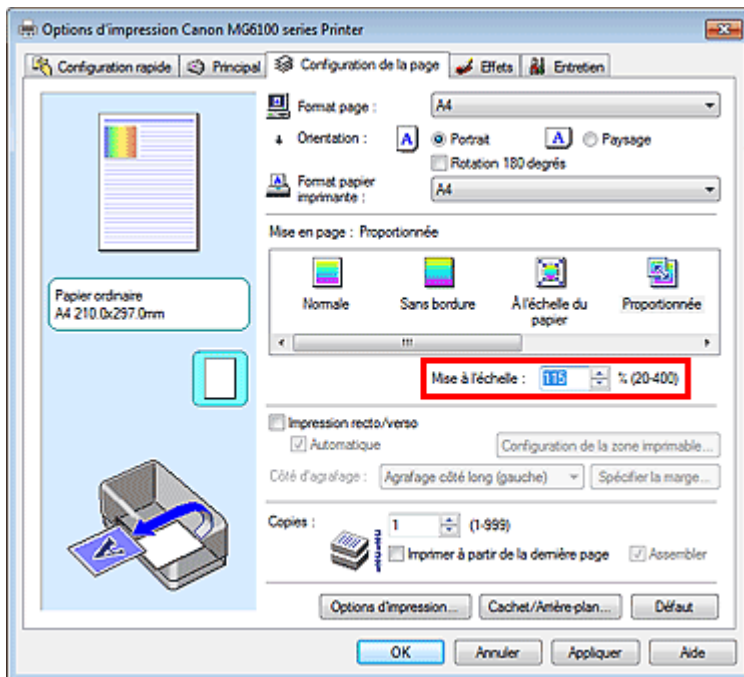 Options d'impression Canon MG6100 series Printer
Configuration rapide Principal Configuration de la page Effets Entretien
Format page : A4
Orientation : A Portrait A Paysage
Rotation 180 degrés
Format papier
imprimante : A4
Mise en page : Proportionnée
Normale Sans bordure À l'échelle du
papier Proportionnée
Papier ordinaire
A4 210.0x297.0mm
Mise à l'échelle : 115 % (20-400)
Impression recto/verso
Automatique Configuration de la zone imprimable...
Côté d'agrafage : Agrafage côté long (gauche) Spécifier la marge...
Copies : 1 (1-999)
Imprimer à partir de la dernière page Assembler
Options d'impression... Cachet/Arrière-plan... Défaut
OK Annuler Appliquer Aide